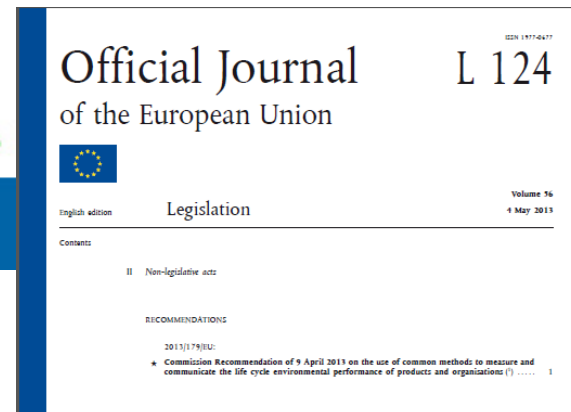 ISSN 1977-0677
Official Journal
L 124
of the European Union
Volume 56
English edition
Legislation
4 May 2013
Contents
II Non-legislative acts
RECOMMENDATIONS
2013/179/EU:
★ Commission Recommendation of 9 April 2013 on the use of common methods to measure and
communicate the life cycle environmental performance of products and organisations (¹) ..... 1